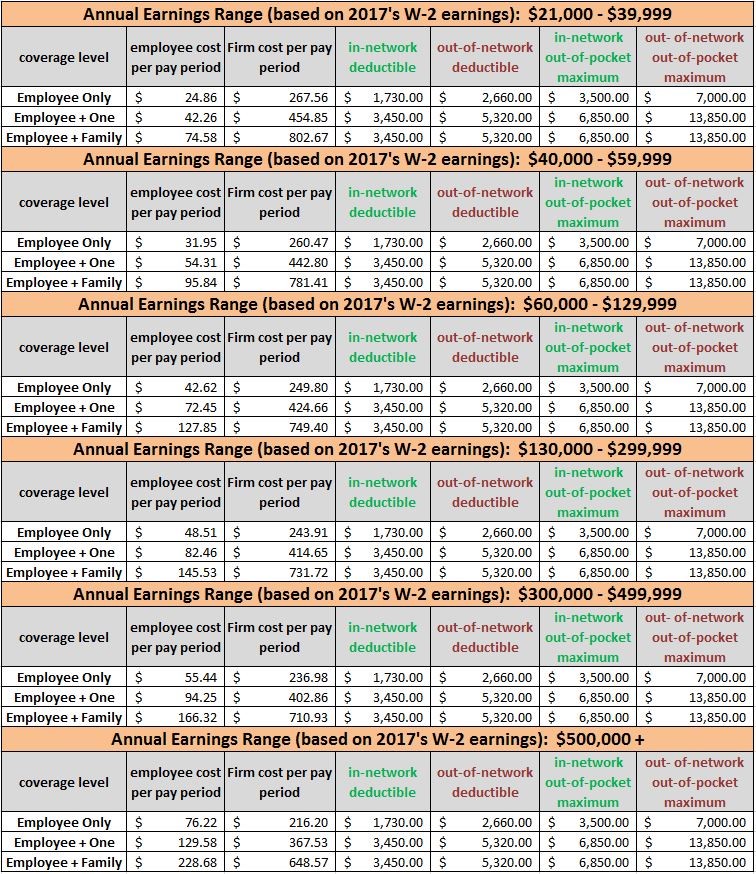 Annual Earnings Range (based on 2017's W-2 earnings): $21,000 - $39,999
coverage level employee cost per pay period Firm cost per pay period in-network deductible out-of-network deductible in-network out-of-pocket maximum out- of-network out-of-pocket maximum
Employee Only $ 24.86 $ 267.56 $ 1,730.00 $ 2,660.00 $ 3,500.00 $ 7,000.00
Employee + One $ 42.26 $ 454.85 $ 3,450.00 $ 5,320.00 $ 6,850.00 $ 13,850.00
Employee + Family $ 74.58 $ 802.67 $ 3,450.00 $ 5,320.00 $ 6,850.00 $ 13,850.00
Annual Earnings Range (based on 2017's W-2 earnings): $40,000 - $59,999
coverage level employee cost per pay period Firm cost per pay period in-network deductible out-of-network deductible in-network out-of-pocket maximum out- of-network out-of-pocket maximum
Employee Only $ 31.95 $ 260.47 $ 1,730.00 $ 2,660.00 $ 3,500.00 $ 7,000.00
Employee + One $ 54.31 $ 442.80 $ 3,450.00 $ 5,320.00 $ 6,850.00 $ 13,850.00
Employee + Family $ 95.84 $ 781.41 $ 3,450.00 $ 5,320.00 $ 6,850.00 $ 13,850.00
Annual Earnings Range (based on 2017's W-2 earnings): $60,000 - $129,999
coverage level employee cost per pay period Firm cost per pay period in-network deductible out-of-network deductible in-network out-of-pocket maximum out- of-network out-of-pocket maximum
Employee Only $ 42.62 $ 249.80 $ 1,730.00 $ 2,660.00 $ 3,500.00 $ 7,000.00
Employee + One $ 72.45 $ 424.66 $ 3,450.00 $ 5,320.00 $ 6,850.00 $ 13,850.00
Employee + Family $ 127.85 $ 749.40 $ 3,450.00 $ 5,320.00 $ 6,850.00 $ 13,850.00
Annual Earnings Range (based on 2017's W-2 earnings): $130,000 - $299,999
coverage level employee cost per pay period Firm cost per pay period in-network deductible out-of-network deductible in-network out-of-pocket maximum out- of-network out-of-pocket maximum
Employee Only $ 48.51 $ 243.91 $ 1,730.00 $ 2,660.00 $ 3,500.00 $ 7,000.00
Employee + One $ 82.46 $ 414.65 $ 3,450.00 $ 5,320.00 $ 6,850.00 $ 13,850.00
Employee + Family $ 145.53 $ 731.72 $ 3,450.00 $ 5,320.00 $ 6,850.00 $ 13,850.00
Annual Earnings Range (based on 2017's W-2 earnings): $300,000 - $499,999
coverage level employee cost per pay period Firm cost per pay period in-network deductible out-of-network deductible in-network out-of-pocket maximum out- of-network out-of-pocket maximum
Employee Only $ 55.44 $ 236.98 $ 1,730.00 $ 2,660.00 $ 3,500.00 $ 7,000.00
Employee + One $ 94.25 $ 402.86 $ 3,450.00 $ 5,320.00 $ 6,850.00 $ 13,850.00
Employee + Family $ 166.32 $ 710.93 $ 3,450.00 $ 5,320.00 $ 6,850.00 $ 13,850.00
Annual Earnings Range (based on 2017's W-2 earnings): $500,000 +
coverage level employee cost per pay period Firm cost per pay period in-network deductible out-of-network deductible in-network out-of-pocket maximum out- of-network out-of-pocket maximum
Employee Only $ 76.22 $ 216.20 $ 1,730.00 $ 2,660.00 $ 3,500.00 $ 7,000.00
Employee + One $ 129.58 $ 367.53 $ 3,450.00 $ 5,320.00 $ 6,850.00 $ 13,850.00
Employee + Family $ 228.68 $ 648.57 $ 3,450.00 $ 5,320.00 $ 6,850.00 $ 13,850.00